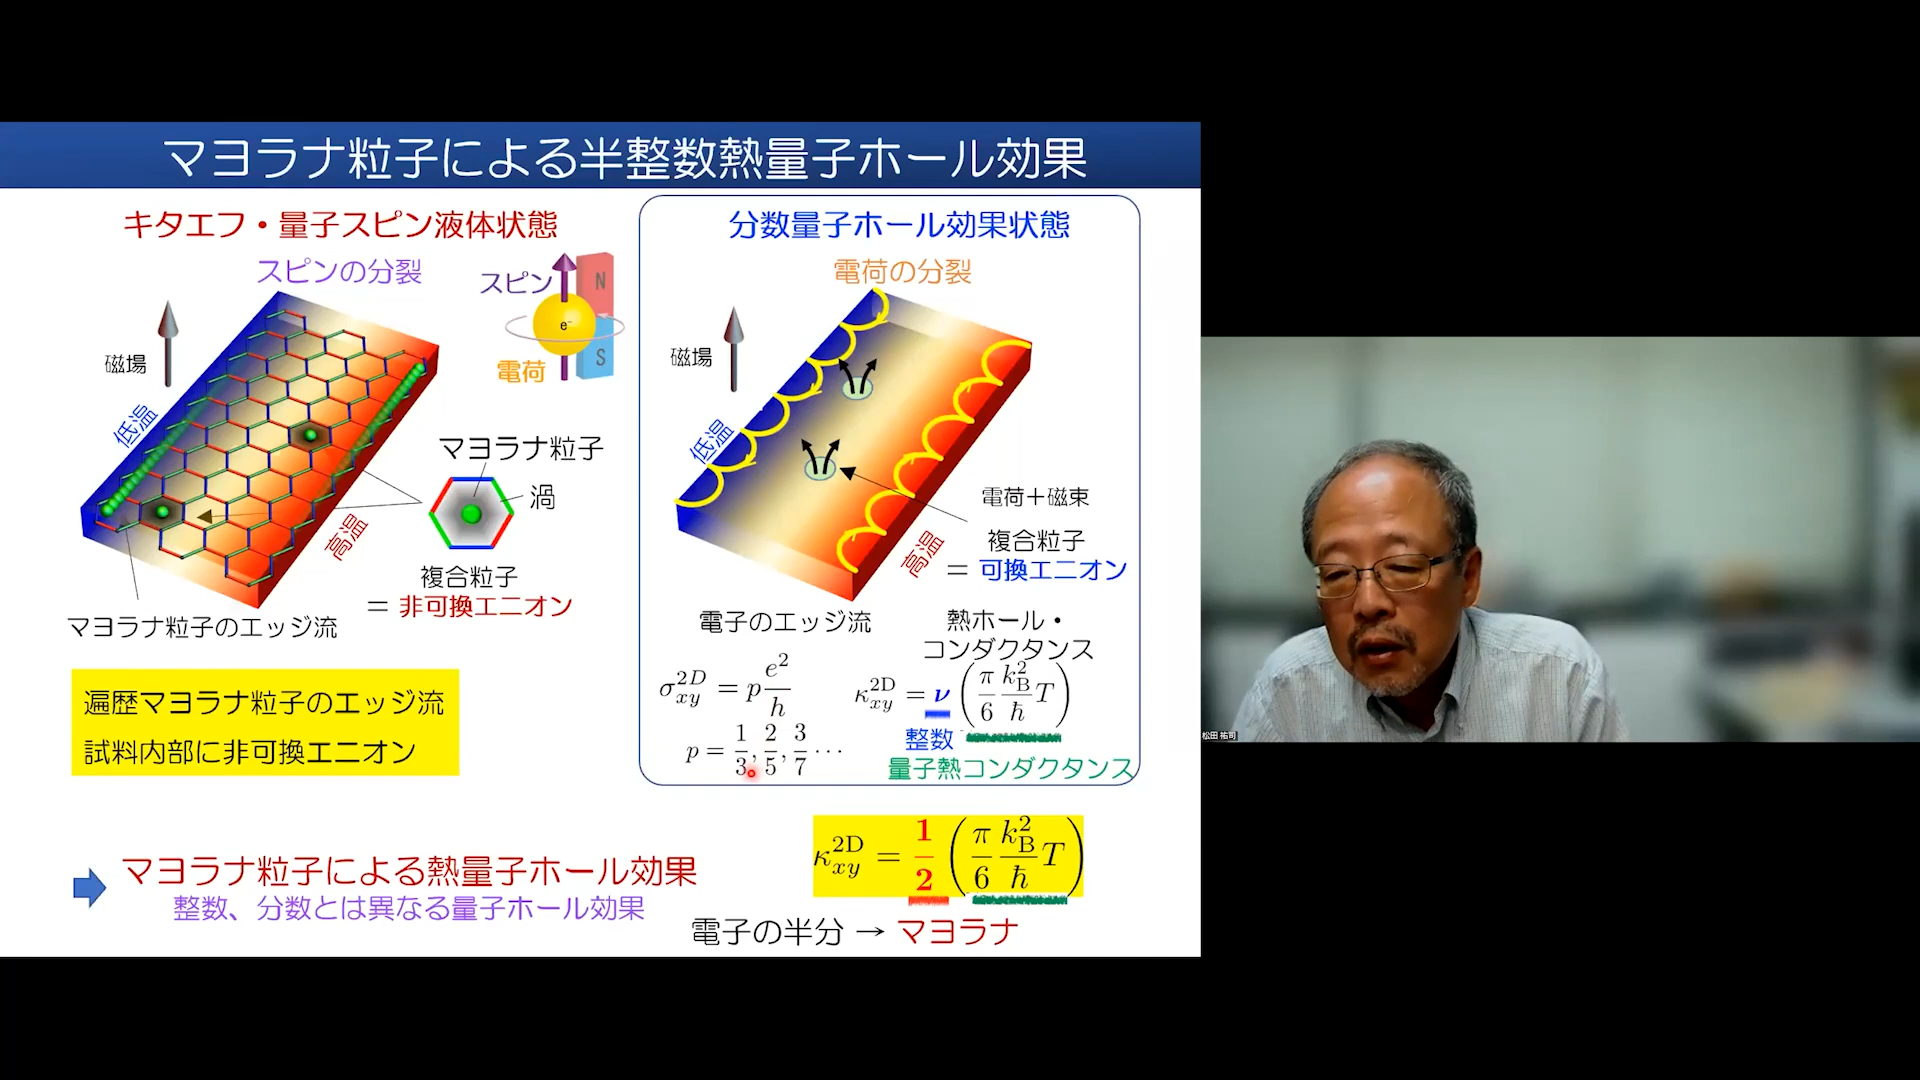 マヨラナ粒子による半整数熱量子ホール効果
キタエフ・量子スピン液体状態
スピンの分裂
スピン
N
e⁻
S
電荷
磁場
低温
高温
マヨラナ粒子
渦
複合粒子
= 非可換エニオン
マヨラナ粒子のエッジ流
遍歴マヨラナ粒子のエッジ流
試料内部に非可換エニオン
分数量子ホール効果状態
電荷の分裂
磁場
低温
高温
電荷＋磁束
複合粒子
= 可換エニオン
電子のエッジ流
熱ホール・
コンダクタンス
σ_{xy}^{2D} = p e²/h
κ_{xy}^{2D} = ν (π/6 k_B²/ħ T)
p = 1/3, 2/5, 3/7 ···
整数
量子熱コンダクタンス
マヨラナ粒子による熱量子ホール効果
整数、分数とは異なる量子ホール効果
κ_{xy}^{2D} = 1/2 (π/6 k_B²/ħ T)
電子の半分 → マヨラナ
松田 祐司